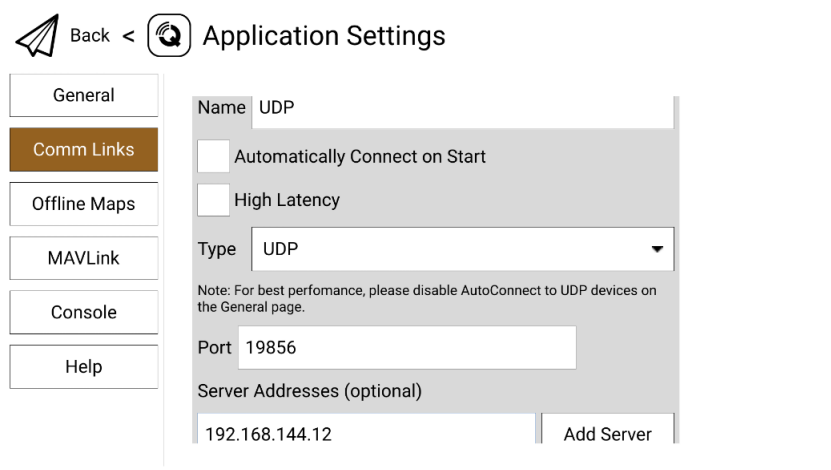 Back < Application Settings
General
Comm Links
Offline Maps
MAVLink
Console
Help
Name UDP
Automatically Connect on Start
High Latency
Type UDP
Note: For best perfomance, please disable AutoConnect to UDP devices on
the General page.
Port 19856
Server Addresses (optional)
192.168.144.12 Add Server